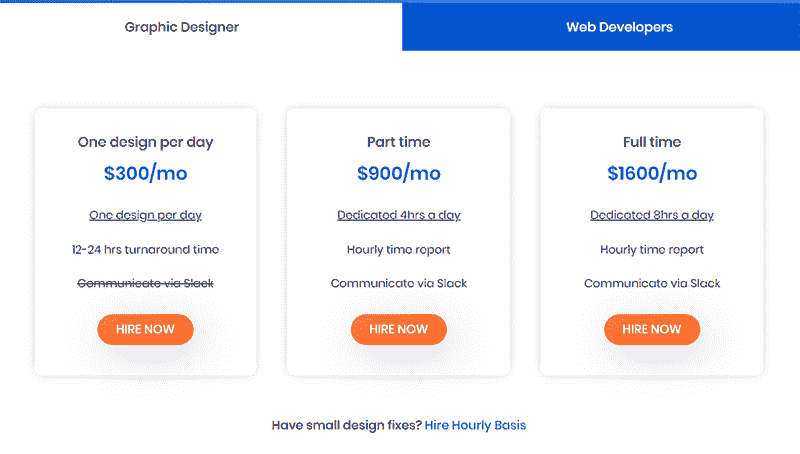 Graphic Designer
Web Developers
One design per day
$300/mo
One design per day
12-24 hrs turnaround time
Communicate via Slack
HIRE NOW
Part time
$900/mo
Dedicated 4hrs a day
Hourly time report
Communicate via Slack
HIRE NOW
Full time
$1600/mo
Dedicated 8hrs a day
Hourly time report
Communicate via Slack
HIRE NOW
Have small design fixes? Hire Hourly Basis